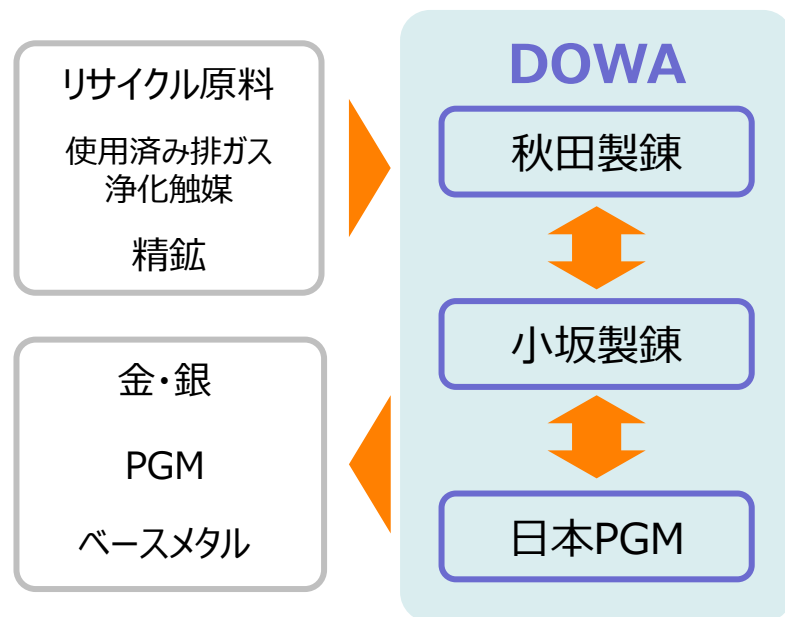 リサイクル原料
使用済み排ガス
浄化触媒
精鉱
金・銀
PGM
ベースメタル
DOWA
秋田製錬
小坂製錬
日本PGM